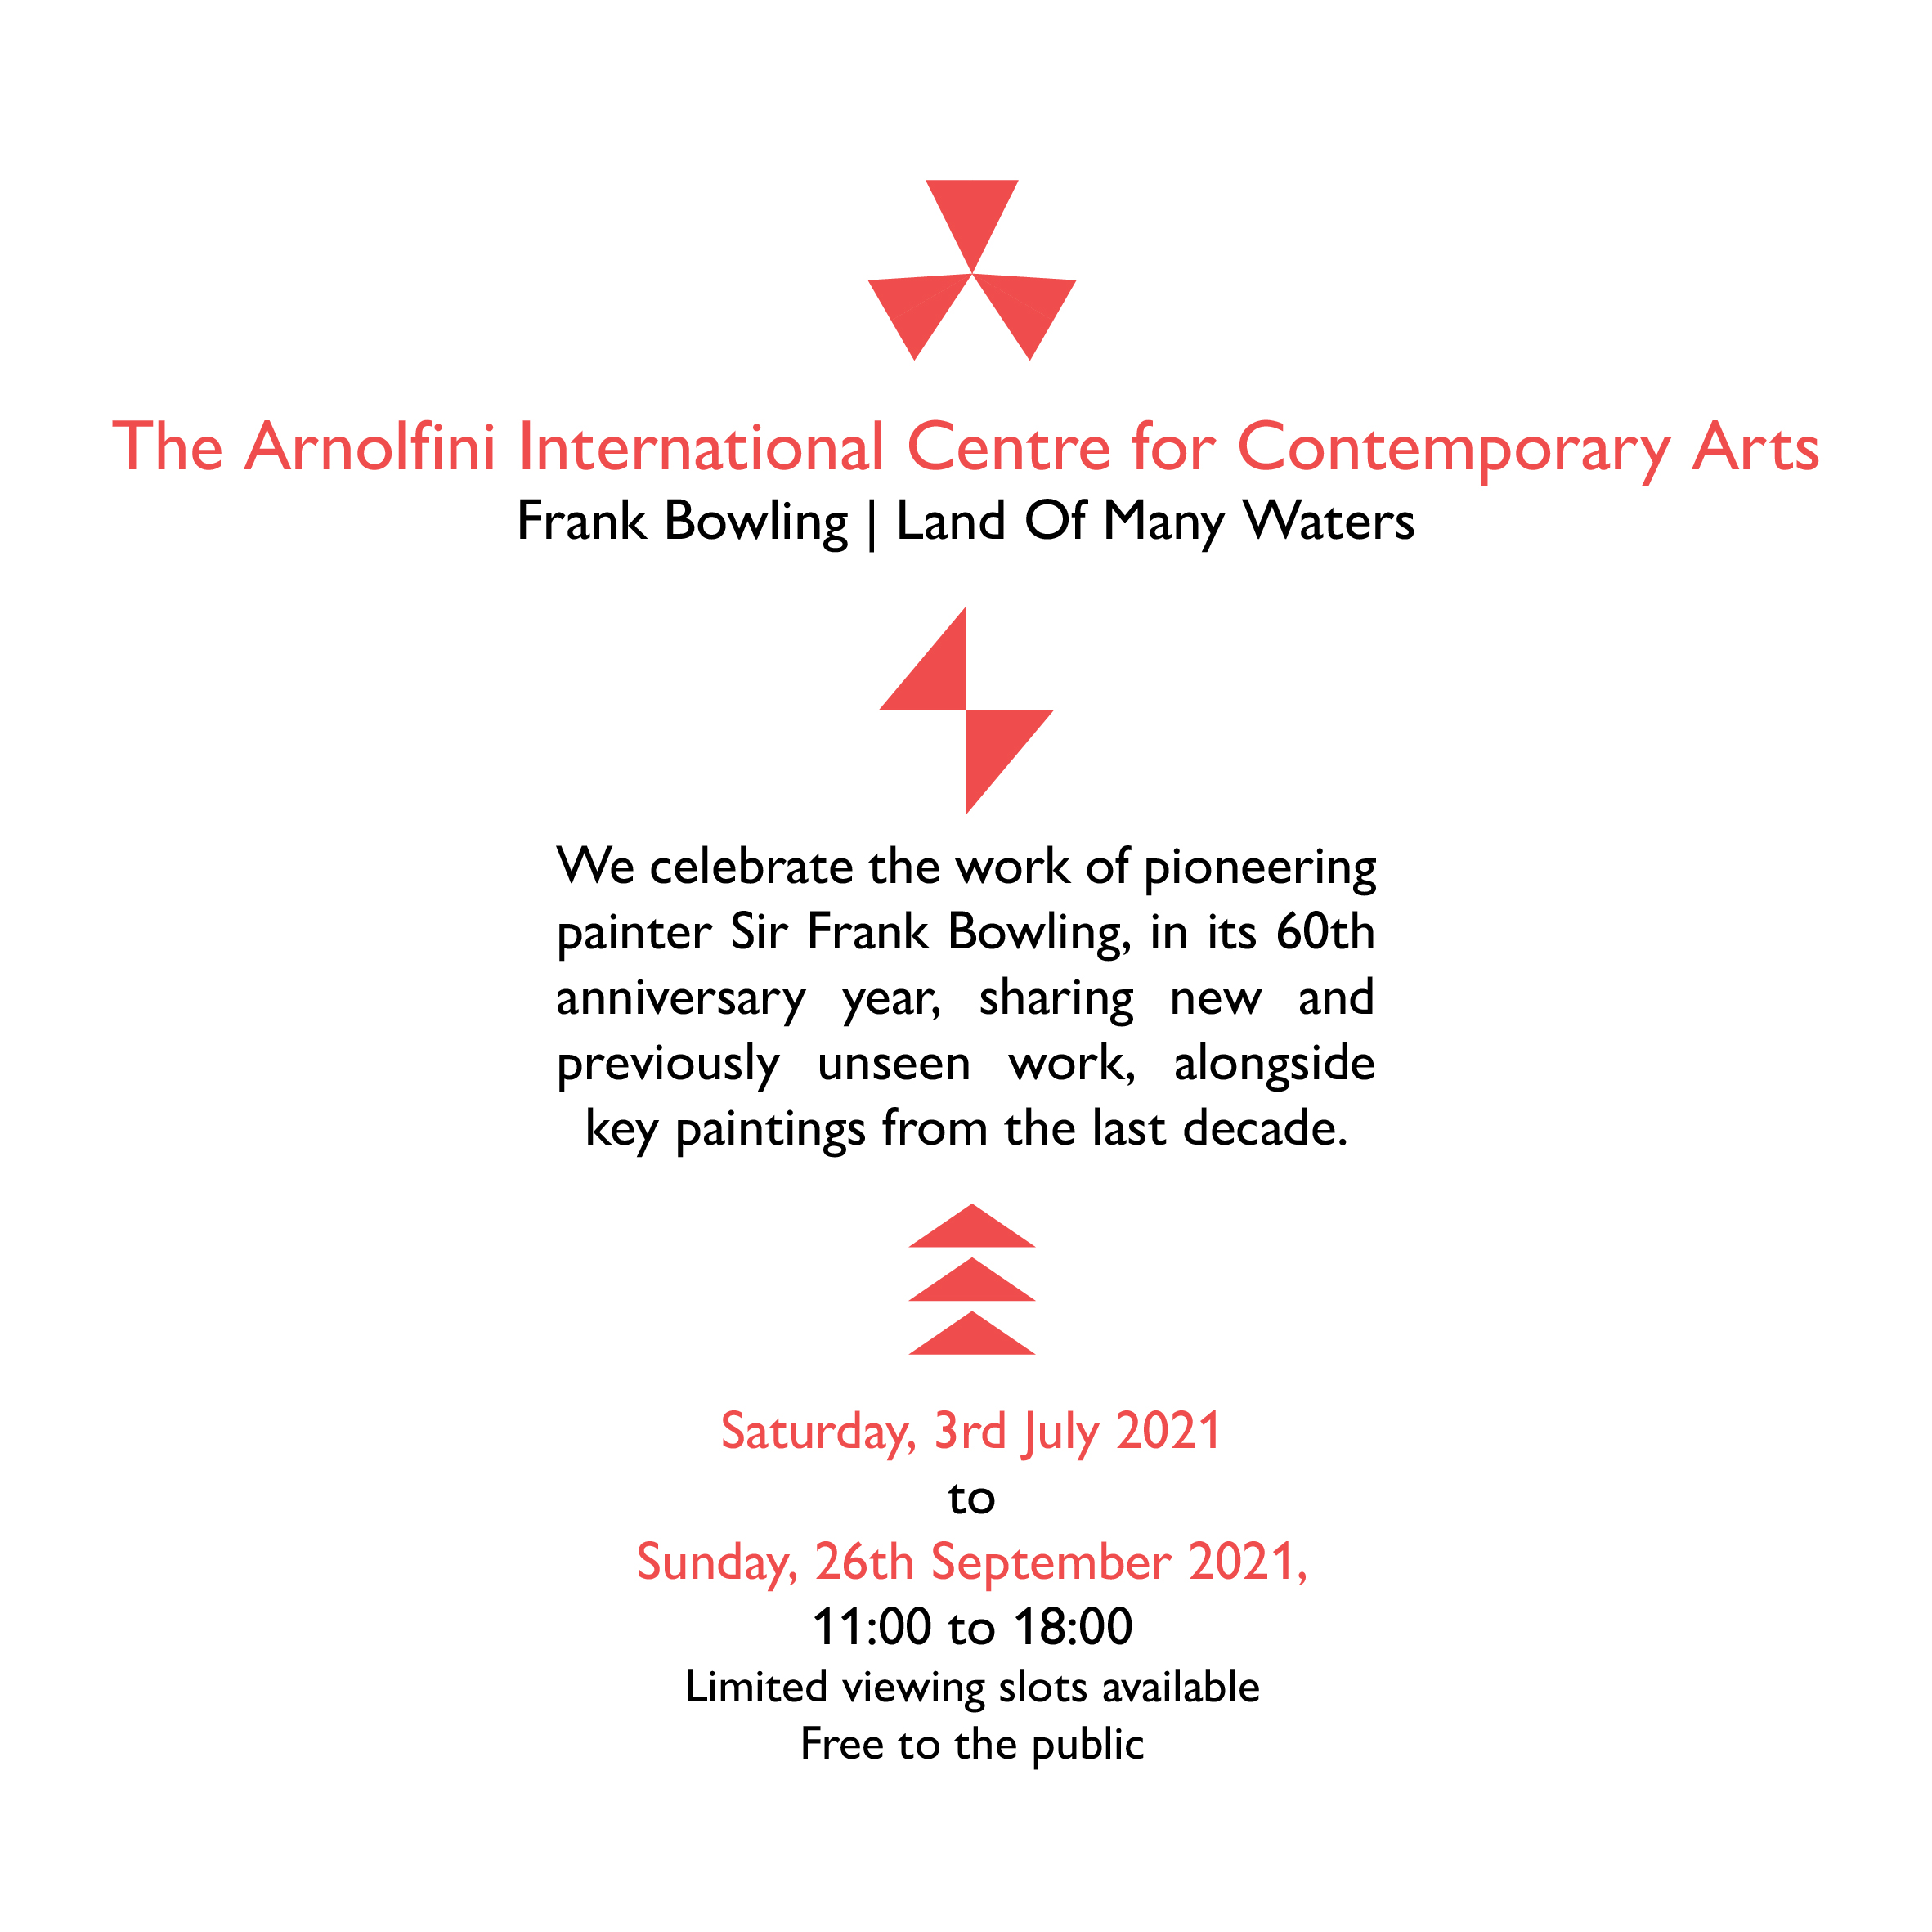 The Arnolfini International Centre for Contemporary Arts
Frank Bowling | Land Of Many Waters
We celebrate the work of pioneering
painter Sir Frank Bowling, in its 60th
anniversary year, sharing new and
previously unseen work, alongside
key paintings from the last decade.
Saturday, 3rd July 2021
to
Sunday, 26th September 2021,
11:00 to 18:00
Limited viewing slots available
Free to the public